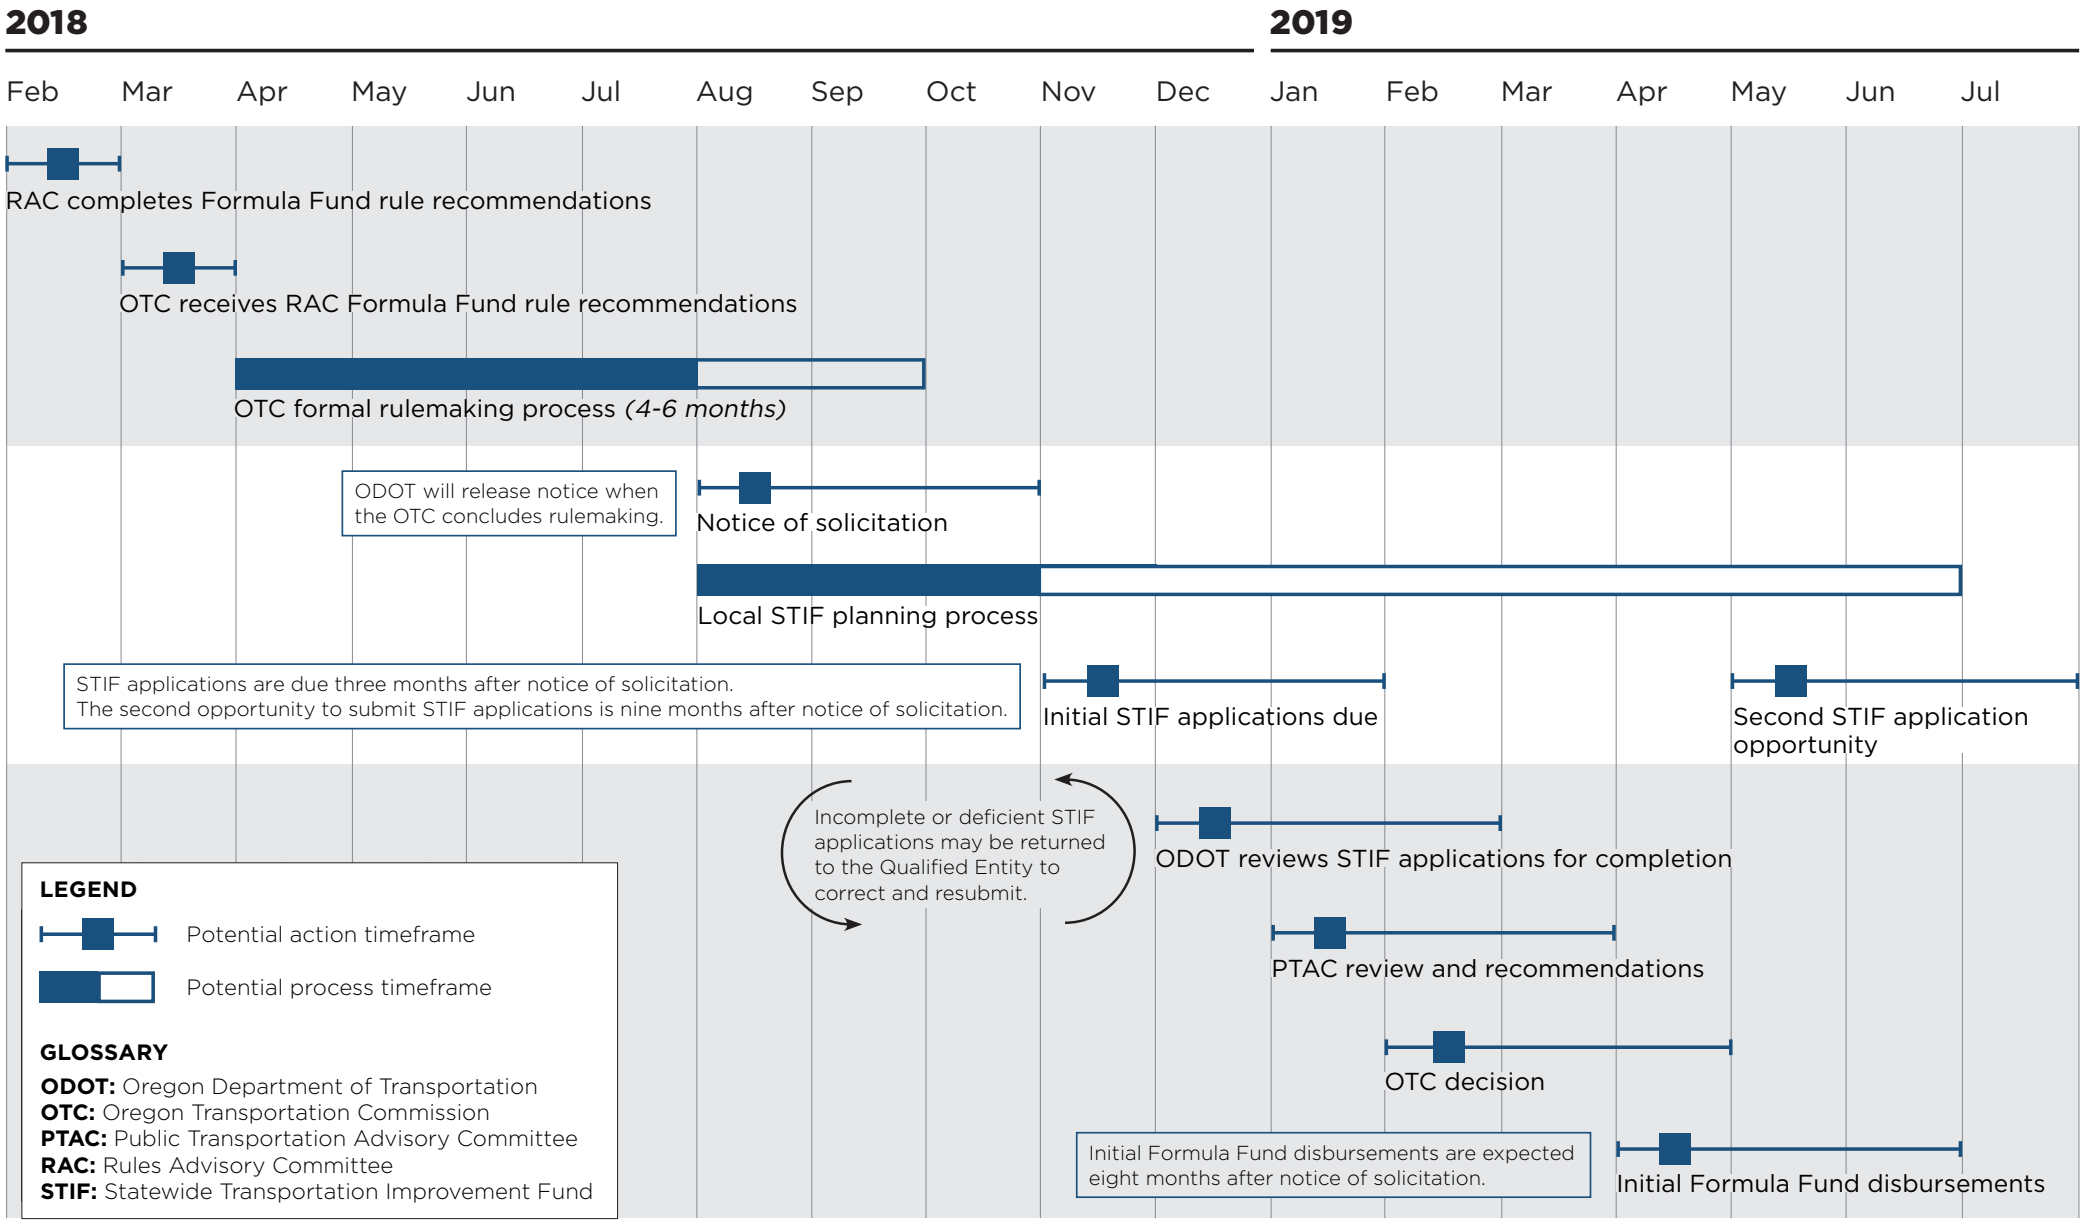 2018
2019
Feb Mar Apr May Jun Jul Aug Sep Oct Nov Dec Jan Feb Mar Apr May Jun Jul
RAC completes Formula Fund rule recommendations
OTC receives RAC Formula Fund rule recommendations
OTC formal rulemaking process (4-6 months)
ODOT will release notice when
the OTC concludes rulemaking.
Notice of solicitation
Local STIF planning process
STIF applications are due three months after notice of solicitation.
The second opportunity to submit STIF applications is nine months after notice of solicitation.
Initial STIF applications due
Second STIF application
opportunity
Incomplete or deficient STIF
applications may be returned
to the Qualified Entity to
correct and resubmit.
ODOT reviews STIF applications for completion
PTAC review and recommendations
OTC decision
Initial Formula Fund disbursements are expected
eight months after notice of solicitation.
Initial Formula Fund disbursements
LEGEND
Potential action timeframe
Potential process timeframe
GLOSSARY
ODOT: Oregon Department of Transportation
OTC: Oregon Transportation Commission
PTAC: Public Transportation Advisory Committee
RAC: Rules Advisory Committee
STIF: Statewide Transportation Improvement Fund